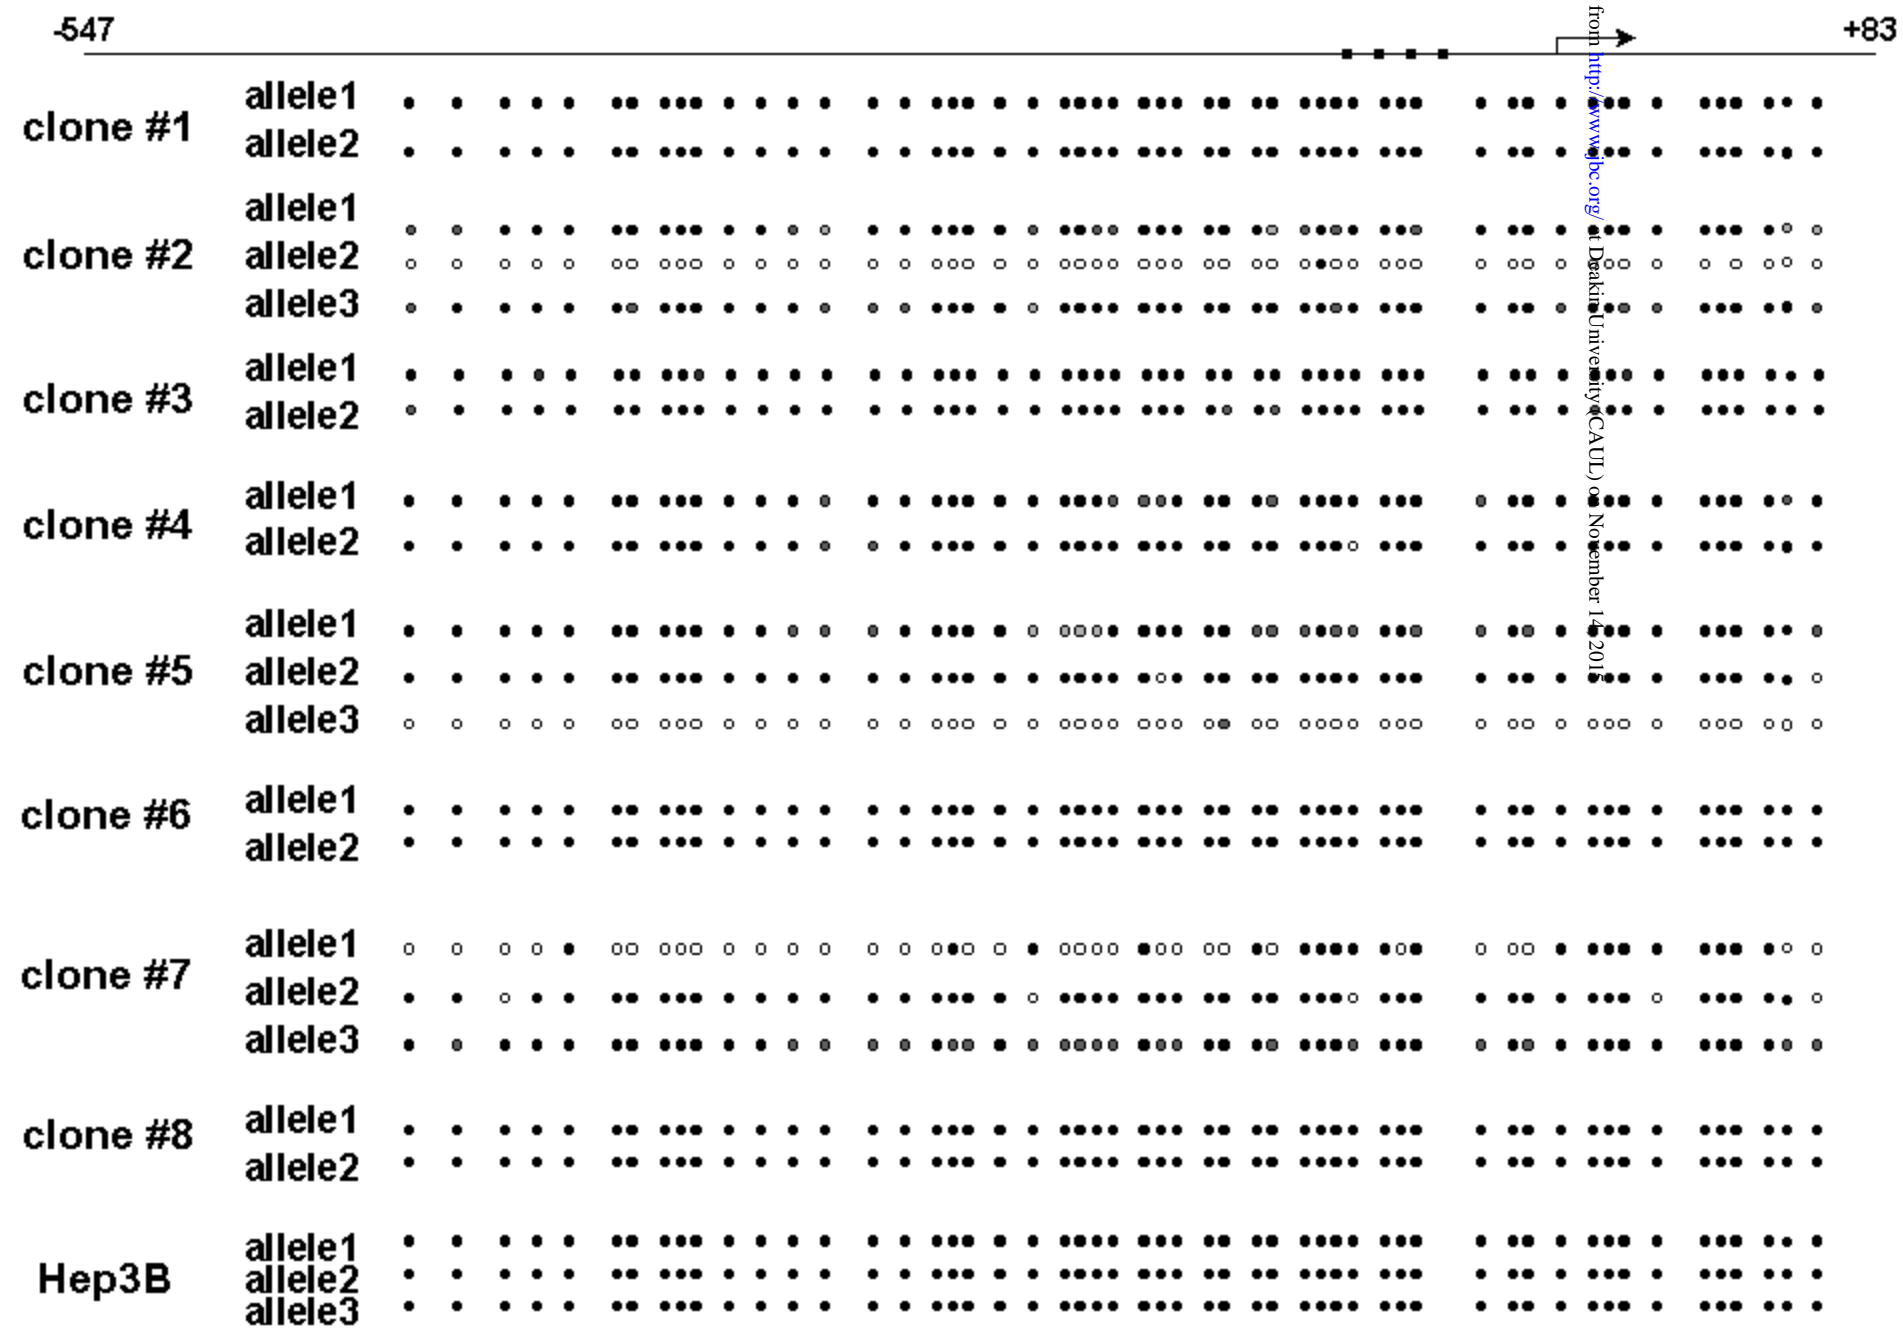 -547 +83
clone #1 allele1
allele2
clone #2 allele1
allele2
allele3
clone #3 allele1
allele2
clone #4 allele1
allele2
clone #5 allele1
allele2
allele3
clone #6 allele1
allele2
clone #7 allele1
allele2
allele3
clone #8 allele1
allele2
Hep3B allele1
allele2
allele3
from http://www.jbc.org/ at Deakin University (CAUL) on November 14, 2015